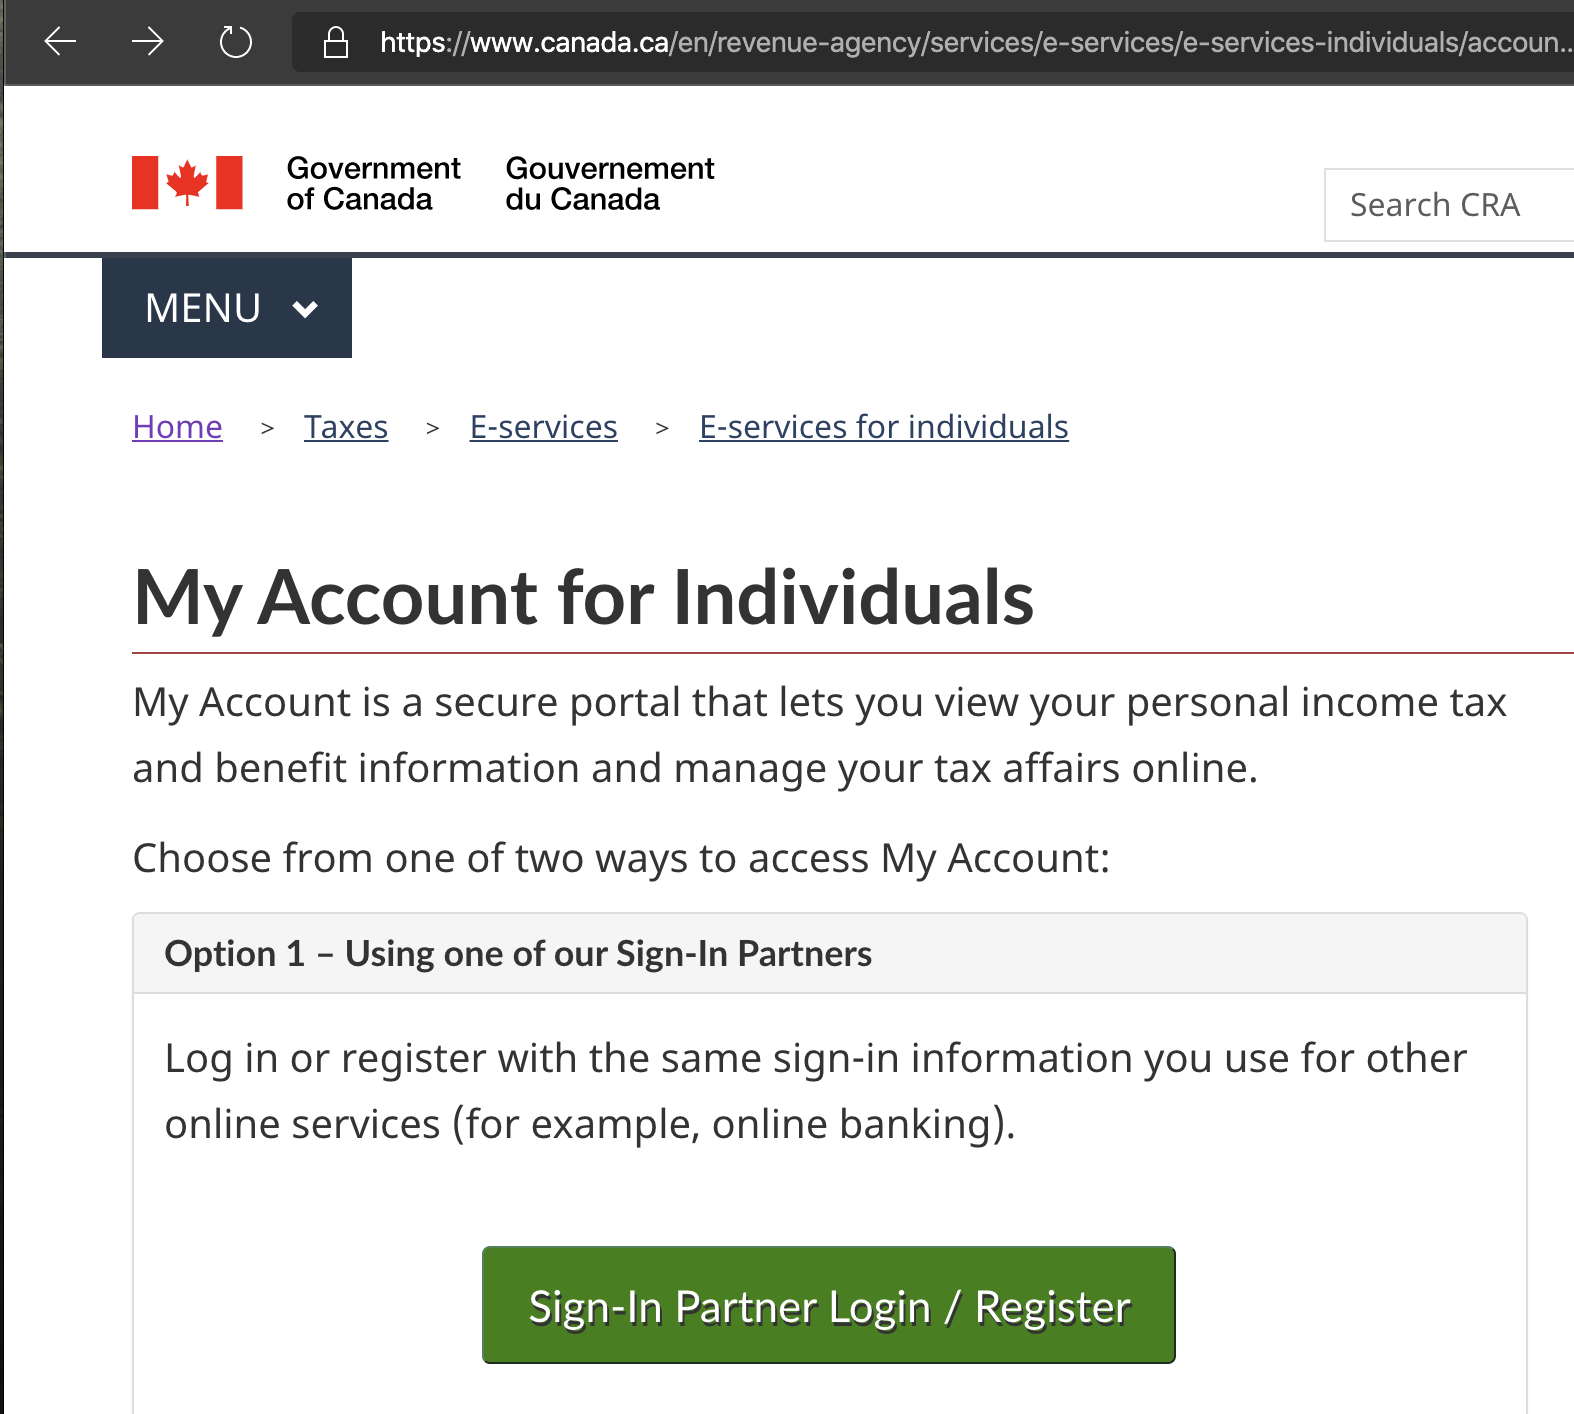 https://www.canada.ca/en/revenue-agency/services/e-services/e-services-individuals/accoun...
Government
of Canada
Gouvernement
du Canada
Search CRA
MENU
Home > Taxes > E-services > E-services for individuals
My Account for Individuals
My Account is a secure portal that lets you view your personal income tax
and benefit information and manage your tax affairs online.
Choose from one of two ways to access My Account:
Option 1 – Using one of our Sign-In Partners
Log in or register with the same sign-in information you use for other
online services (for example, online banking).
Sign-In Partner Login / Register